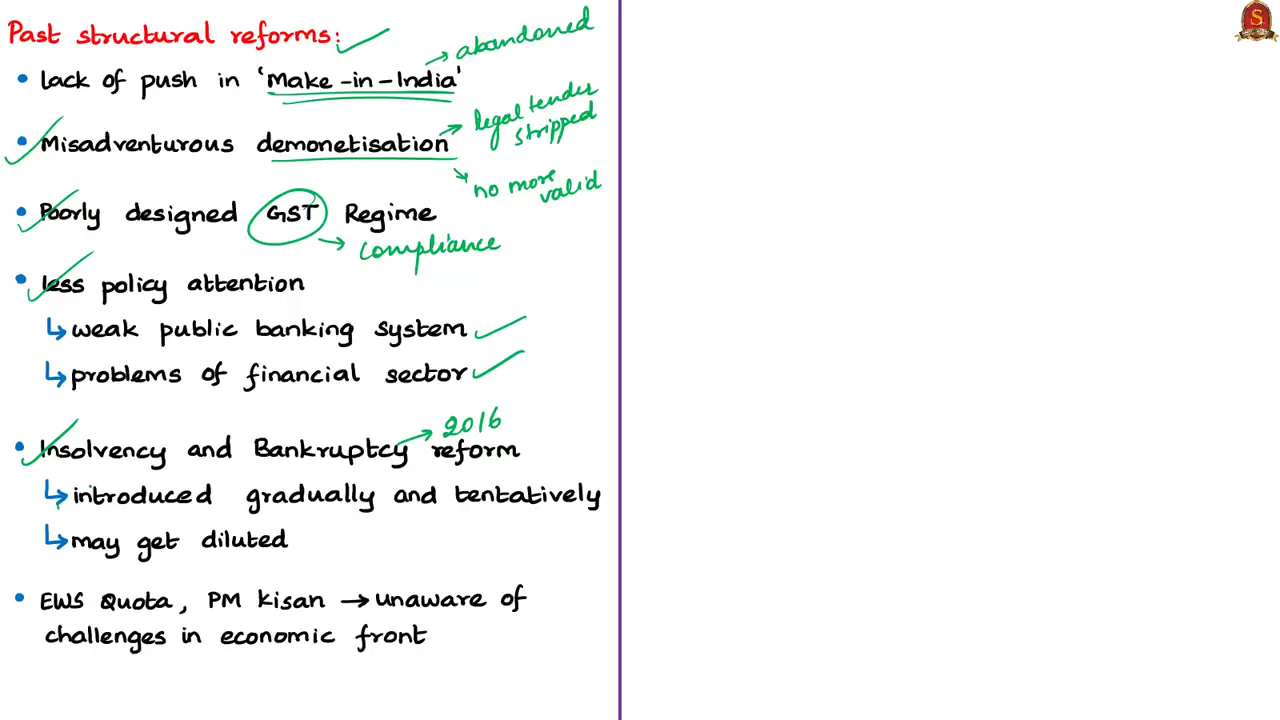 Past structural reforms:
abandoned
• lack of push in 'Make-in-India'
legal tender
stripped
• Misadventurous demonetisation
no more
valid
• Poorly designed GST Regime
compliance
• less policy attention
↳ weak public banking system
↳ problems of financial sector
2016
• Insolvency and Bankruptcy reform
↳ introduced gradually and tentatively
↳ may get diluted
• EWS Quota, PM Kisan → unaware of
challenges in economic front
S